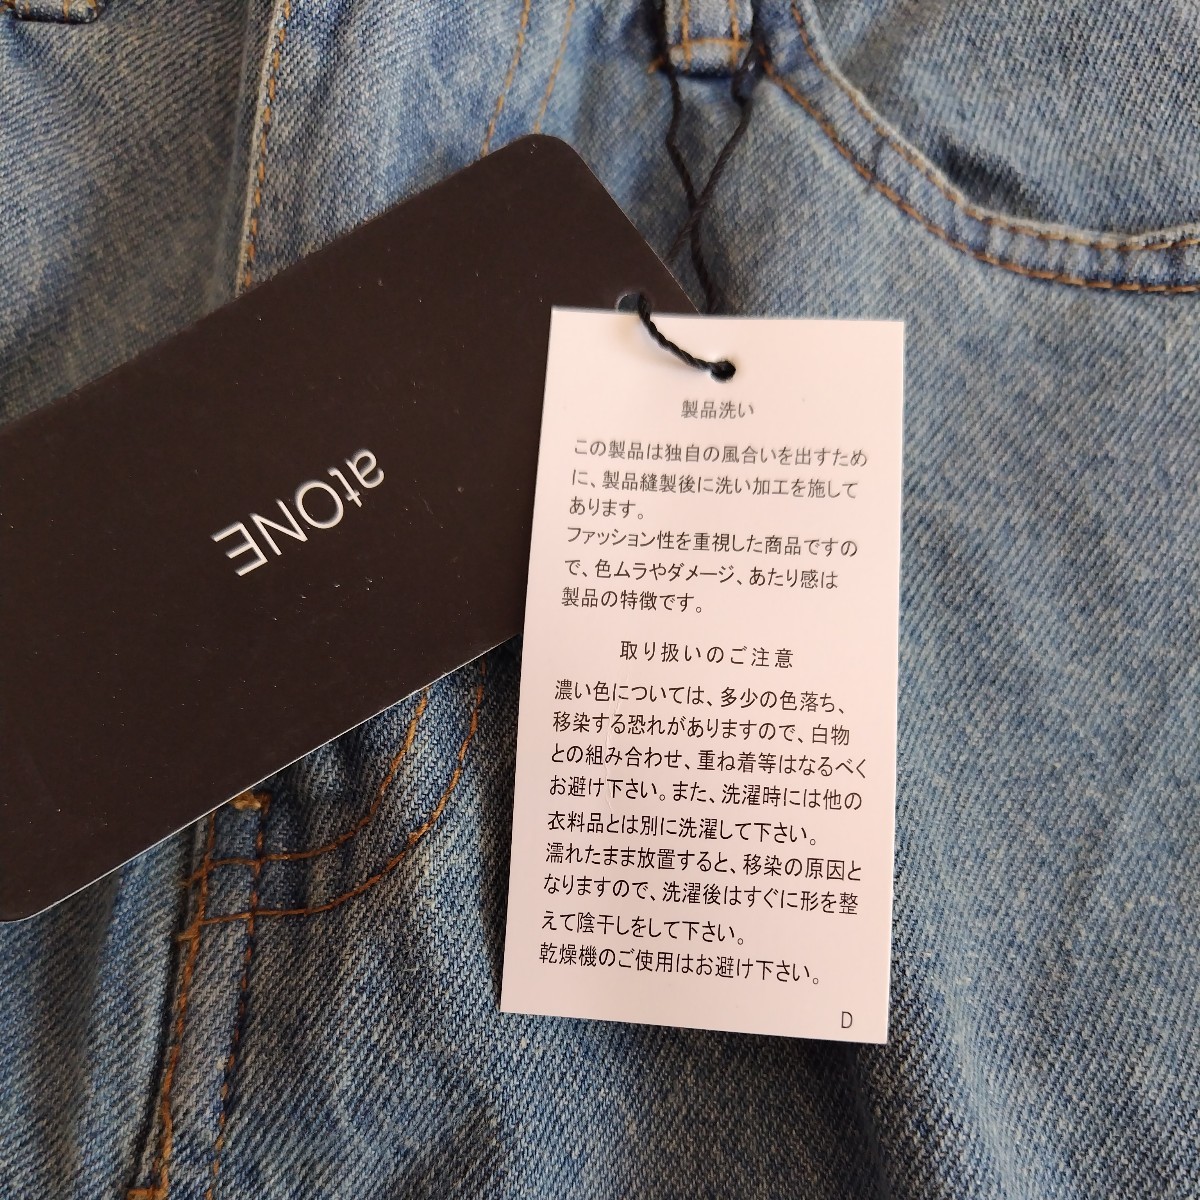 atONE
製品洗い
この製品は独自の風合いを出すため
に、製品縫製後に洗い加工を施して
あります。
ファッション性を重視した商品ですの
で、色ムラやダメージ、あたり感は
製品の特徴です。
取り扱いのご注意
濃い色については、多少の色落ち、
移染する恐れがありますので、白物
との組み合わせ、重ね着等はなるべく
お避け下さい。また、洗濯時には他の
衣料品とは別に洗濯して下さい。
濡れたまま放置すると、移染の原因と
なりますので、洗濯後はすぐに形を整
えて陰干しをして下さい。
乾燥機のご使用はお避け下さい。
D